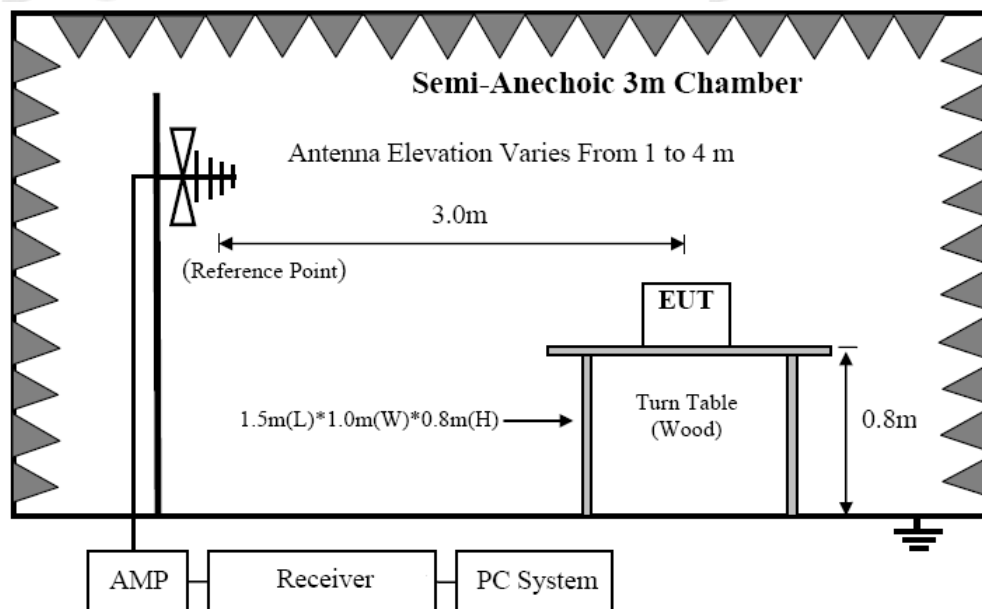 Semi-Anechoic 3m Chamber
Antenna Elevation Varies From 1 to 4 m
3.0m
(Reference Point)
EUT
1.5m(L)*1.0m(W)*0.8m(H)
Turn Table
(Wood)
0.8m
AMP
Receiver
PC System